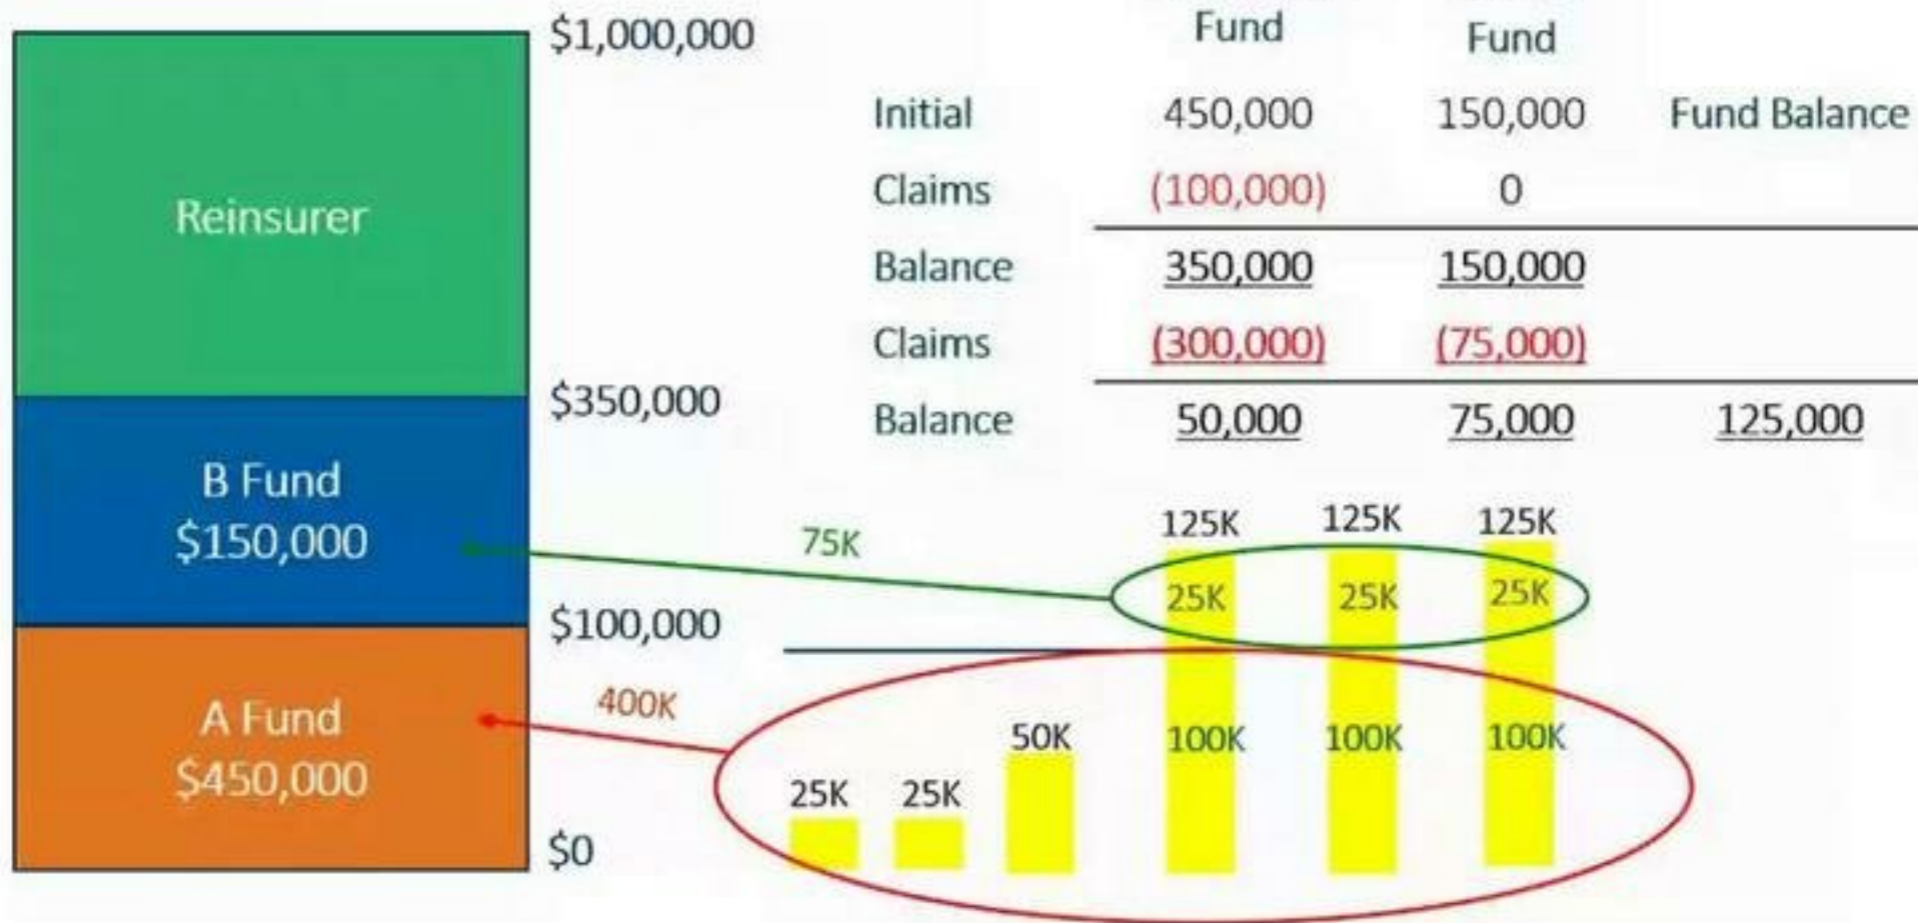 $1,000,000
Reinsurer
$350,000
B Fund
$150,000
$100,000
A Fund
$450,000
$0
Fund Fund
Initial 450,000 150,000 Fund Balance
Claims (100,000) 0
Balance 350,000 150,000
Claims (300,000) (75,000)
Balance 50,000 75,000 125,000
75K
400K
125K 125K 125K
25K 25K 25K
25K 25K 50K 100K 100K 100K